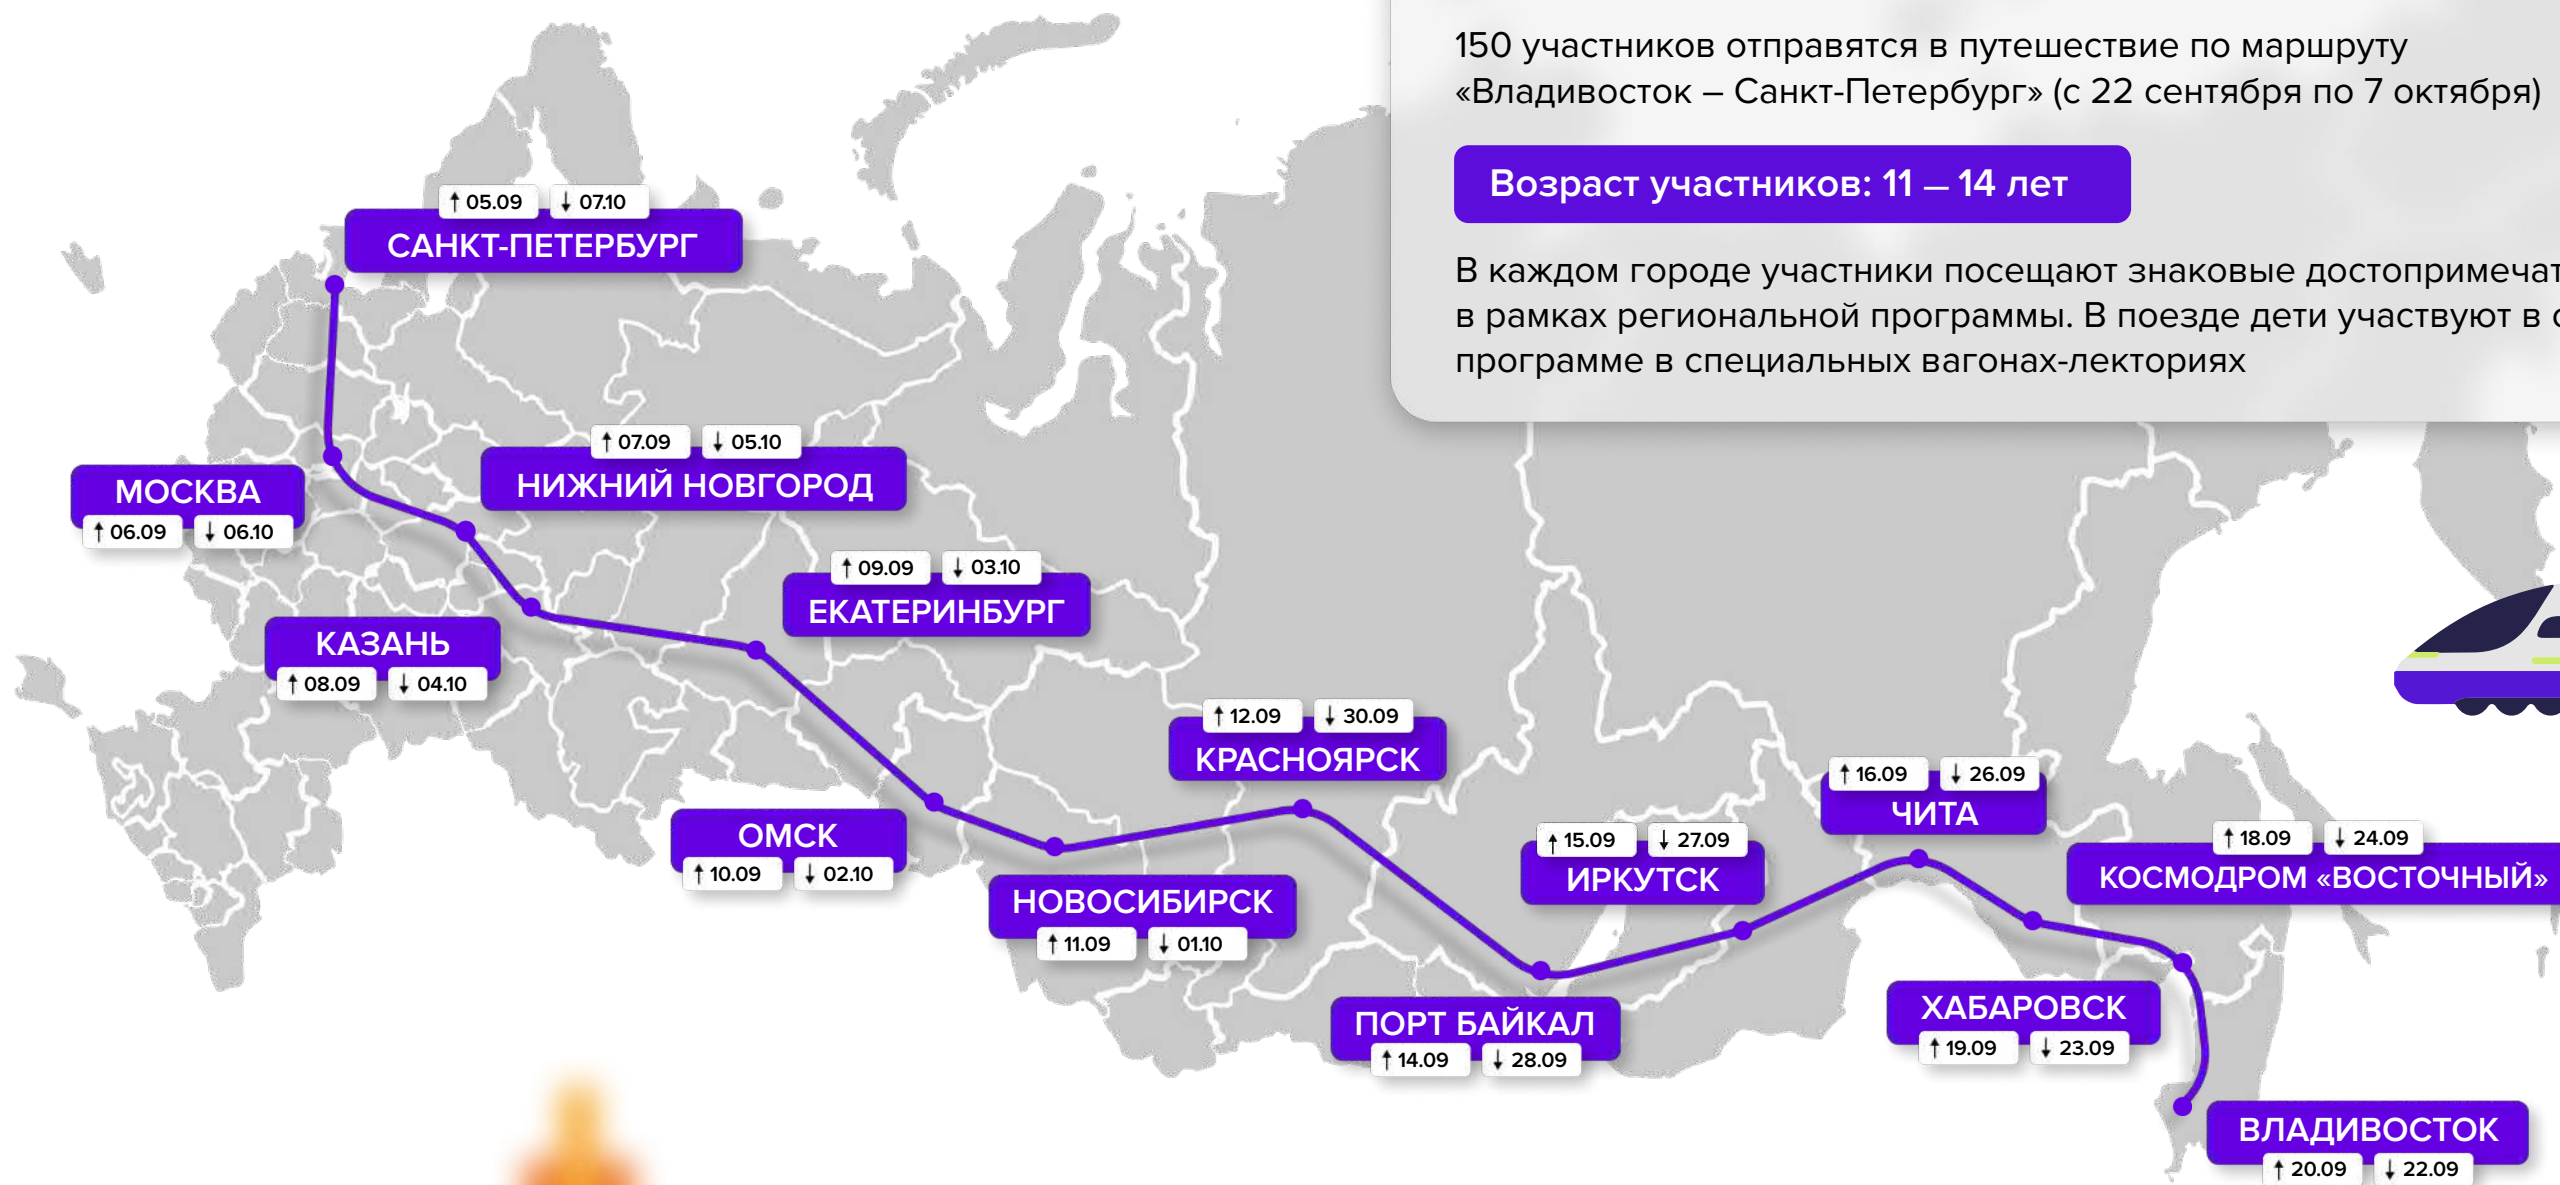 150 участников отправятся в путешествие по маршруту
«Владивосток – Санкт-Петербург» (с 22 сентября по 7 октября)
Возраст участников: 11 – 14 лет
В каждом городе участники посещают знаковые
в рамках региональной программы. В поезде дети участвуют в
программе в специальных вагонах-лекториях
↑ 05.09 ↓ 07.10
САНКТ-ПЕТЕРБУРГ
МОСКВА
↑ 06.09 ↓ 06.10
↑ 07.09 ↓ 05.10
НИЖНИЙ НОВГОРОД
КАЗАНЬ
↑ 08.09 ↓ 04.10
↑ 09.09 ↓ 03.10
ЕКАТЕРИНБУРГ
ОМСК
↑ 10.09 ↓ 02.10
НОВОСИБИРСК
↑ 11.09 ↓ 01.10
↑ 12.09 ↓ 30.09
КРАСНОЯРСК
ПОРТ БАЙКАЛ
↑ 14.09 ↓ 28.09
↑ 15.09 ↓ 27.09
ИРКУТСК
↑ 16.09 ↓ 26.09
ЧИТА
↑ 18.09 ↓ 24.09
КОСМОДРОМ «ВОСТОЧНЫЙ»
ХАБАРОВСК
↑ 19.09 ↓ 23.09
ВЛАДИВОСТОК
↑ 20.09 ↓ 22.09